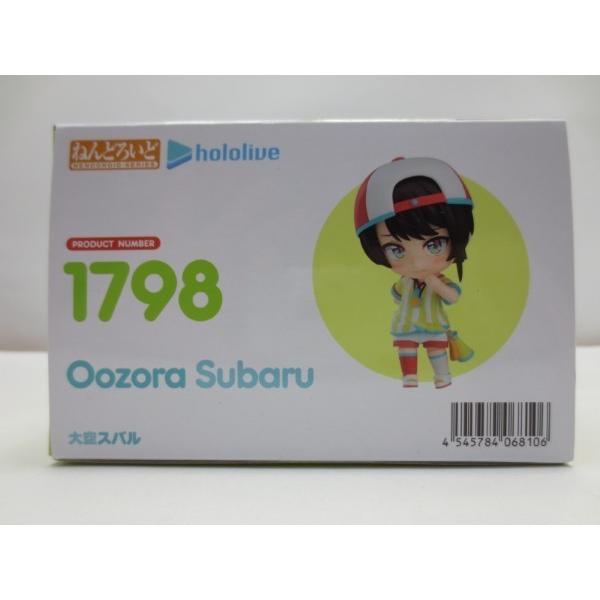 ねんどろいど
NENDOROID SERIES
hololive
PRODUCT NUMBER
1798
Oozora Subaru
大空スバル
4 545784 068106